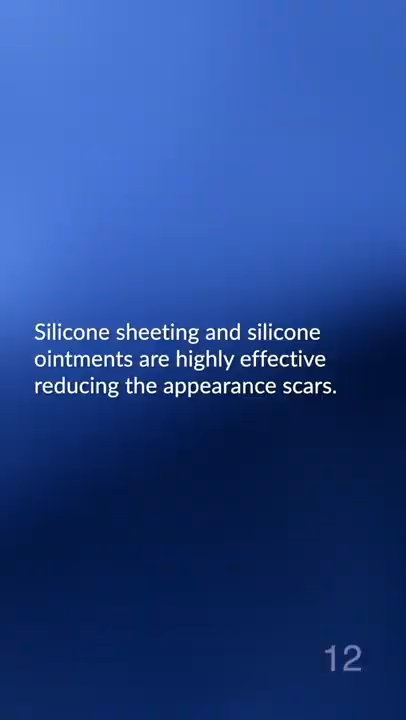 Silicone sheeting and silicone
ointments are highly effective
reducing the appearance scars.
12